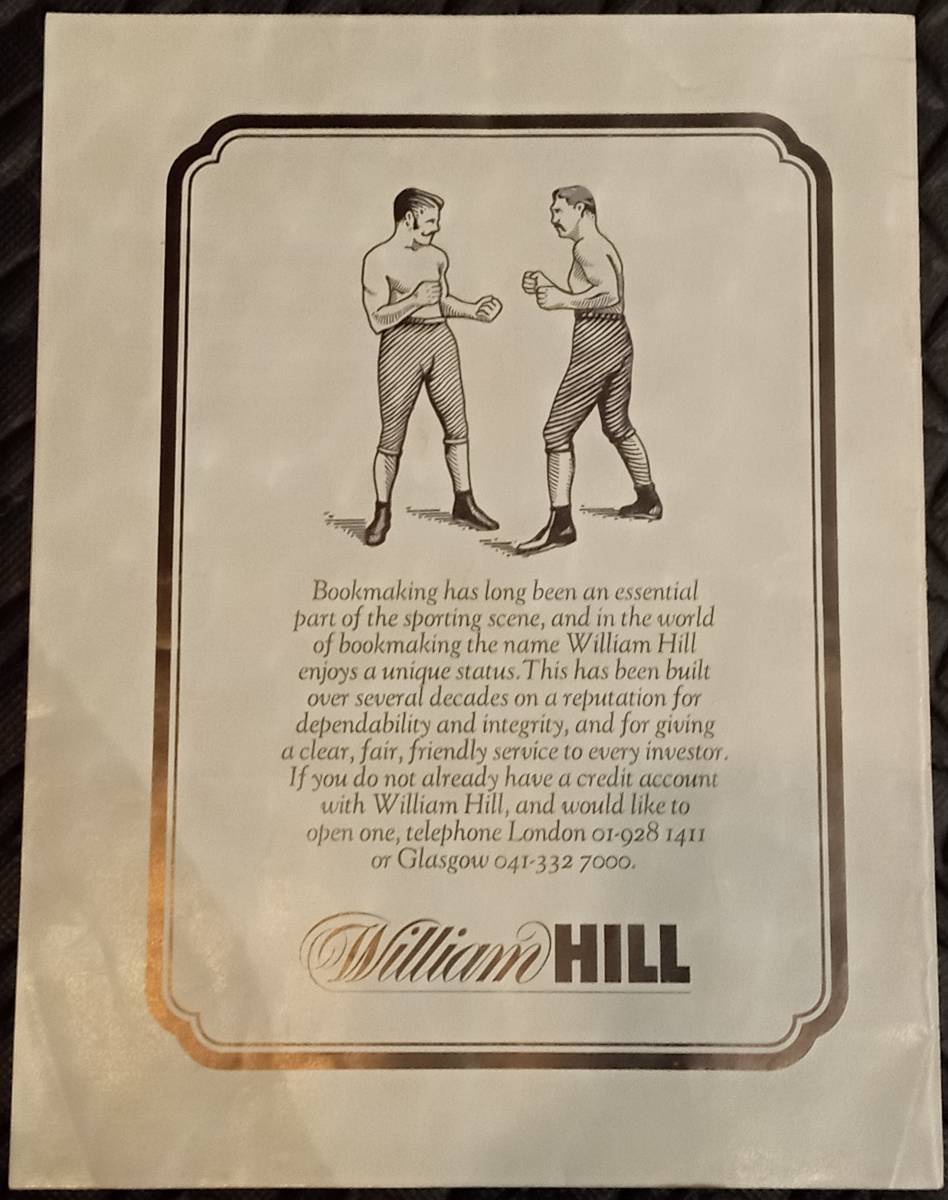 Bookmaking has long been an essential
part of the sporting scene, and in the world
of bookmaking the name William Hill
enjoys a unique status. This has been built
over several decades on a reputation for
dependability and integrity, and for giving
a clear, fair, friendly service to every investor.
If you do not already have a credit account
with William Hill, and would like to
open one, telephone London 01-928 1411
or Glasgow 041-332 7000.
William HILL